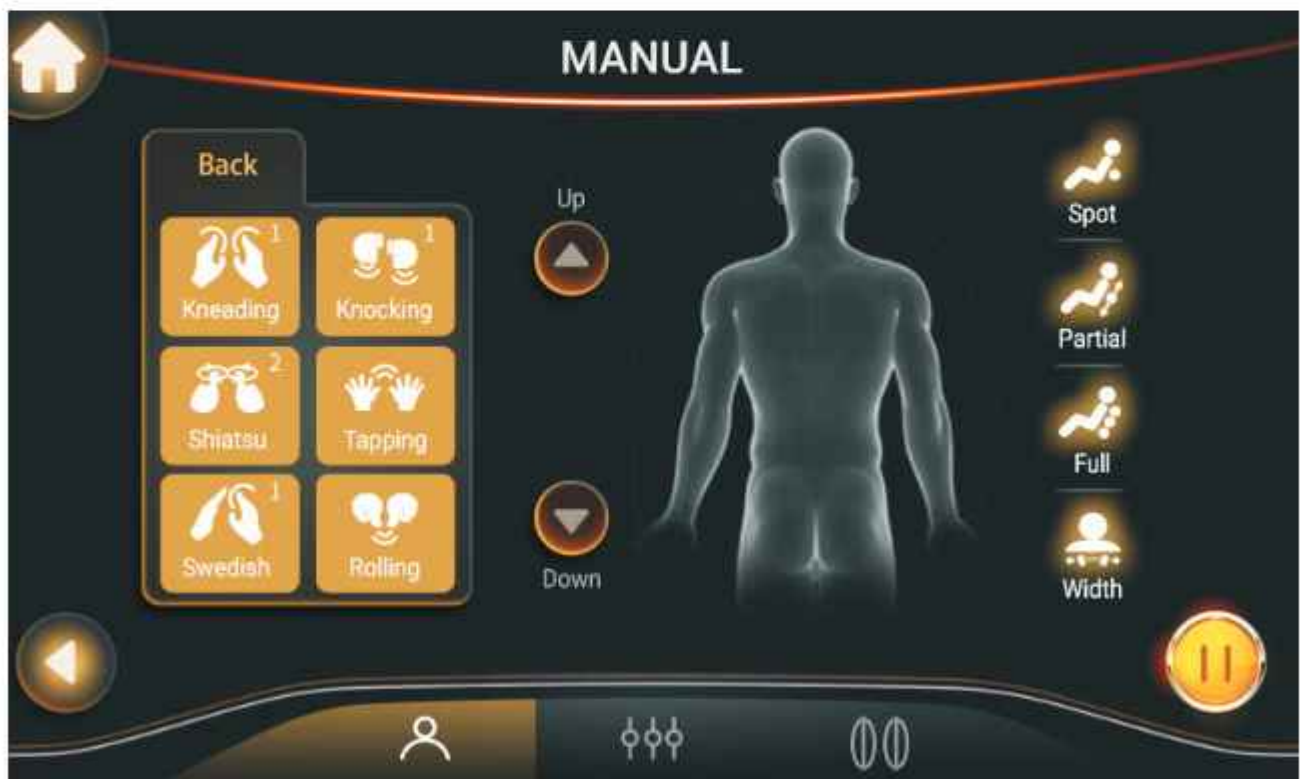 MANUAL
Back
Kneading 1
Knocking 1
Shiatsu 2
Tapping
Swedish 1
Rolling
Up
Down
Spot
Partial
Full
Width